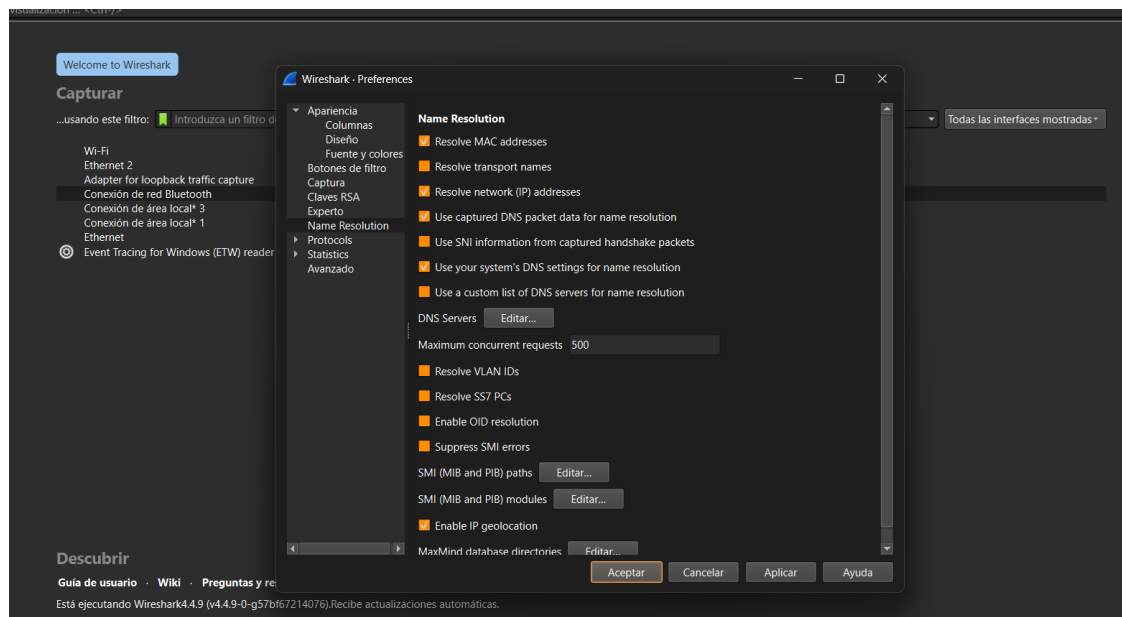 visualización ... <Ctrl-/>
Welcome to Wireshark
Capturar
...usando este filtro:
Introduzca un filtro d
Todas las interfaces mostradas
Wi-Fi
Ethernet 2
Adapter for loopback traffic capture
Conexión de red Bluetooth
Conexión de área local* 3
Conexión de área local* 1
Ethernet
Event Tracing for Windows (ETW) reader
Wireshark · Preferences
Apariencia
Columnas
Diseño
Fuente y colores
Botones de filtro
Captura
Claves RSA
Experto
Name Resolution
Protocols
Statistics
Avanzado
Name Resolution
Resolve MAC addresses
Resolve transport names
Resolve network (IP) addresses
Use captured DNS packet data for name resolution
Use SNI information from captured handshake packets
Use your system's DNS settings for name resolution
Use a custom list of DNS servers for name resolution
DNS Servers Editar...
Maximum concurrent requests 500
Resolve VLAN IDs
Resolve SS7 PCs
Enable OID resolution
Suppress SMI errors
SMI (MIB and PIB) paths Editar...
SMI (MIB and PIB) modules Editar...
Enable IP geolocation
MaxMind database directories Editar...
Aceptar Cancelar Aplicar Ayuda
Descubrir
Guía de usuario · Wiki · Preguntas y re
Está ejecutando Wireshark4.4.9 (v4.4.9-0-g57bf67214076).Recibe actualizaciones automáticas.